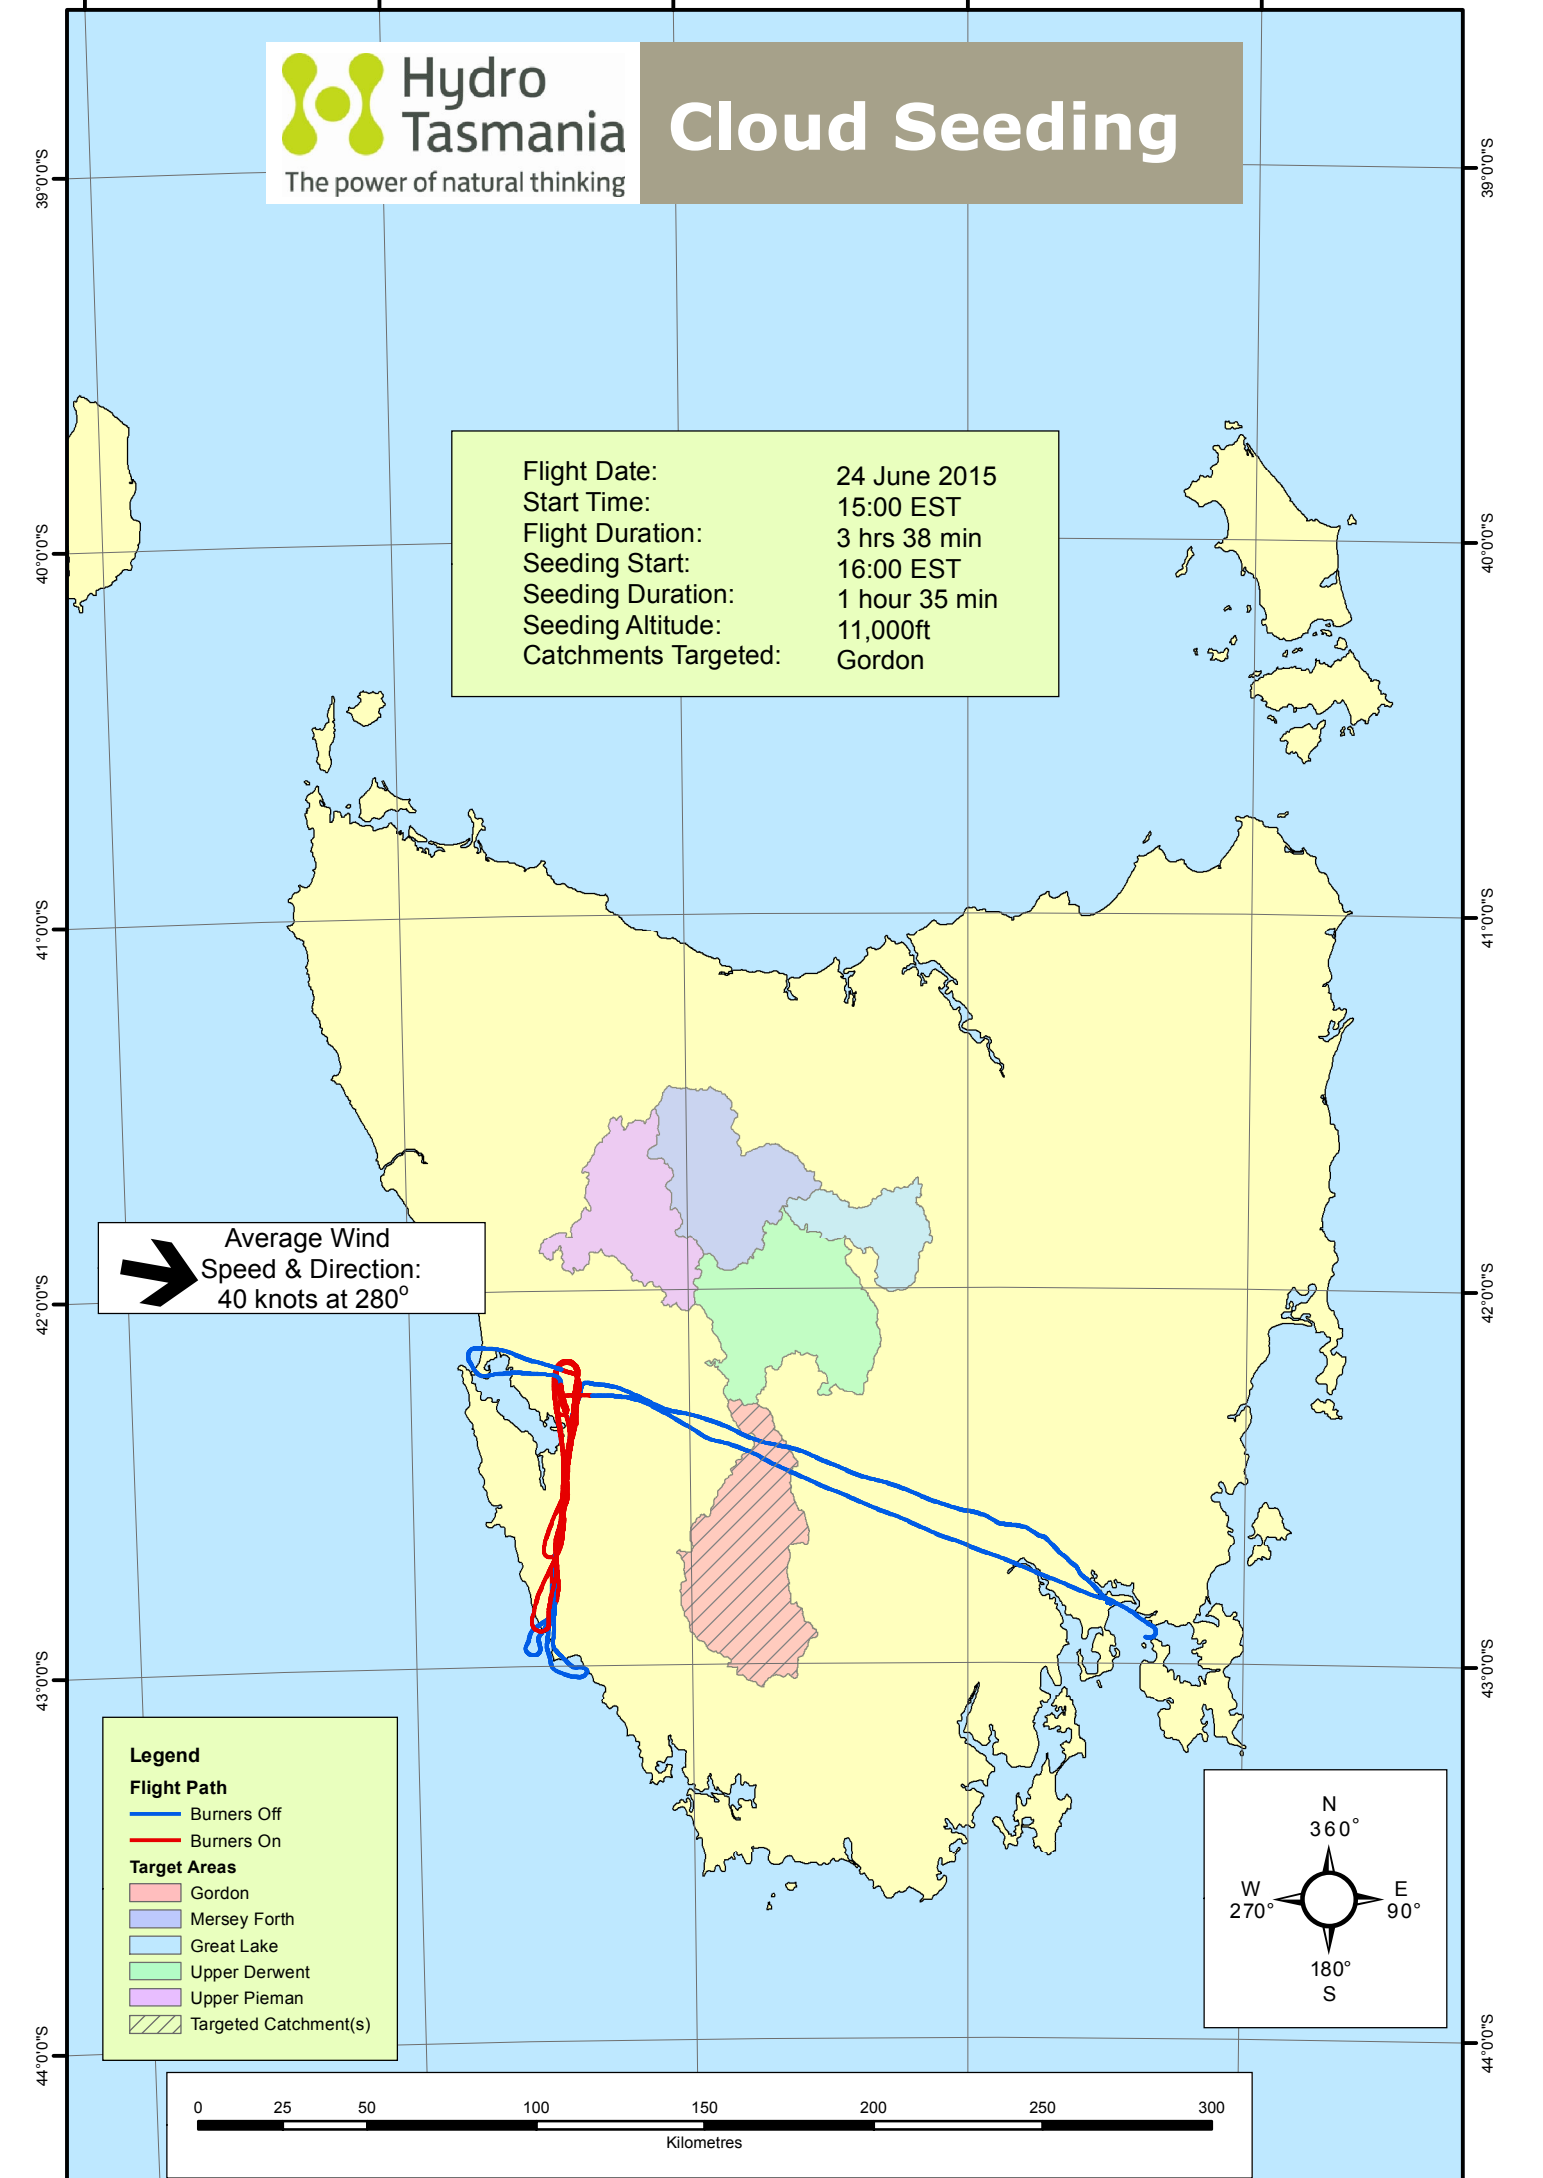 Hydro
Tasmania
The power of natural thinking
Cloud Seeding
39°0'0"S
39°0'0"S
Flight Date: 24 June 2015
Start Time: 15:00 EST
Flight Duration: 3 hrs 38 min
Seeding Start: 16:00 EST
Seeding Duration: 1 hour 35 min
Seeding Altitude: 11,000ft
Catchments Targeted: Gordon
40°0'0"S
40°0'0"S
41°0'0"S
41°0'0"S
Average Wind
Speed & Direction:
40 knots at 280°
42°0'0"S
42°0'0"S
43°0'0"S
43°0'0"S
Legend
Flight Path
Burners Off
Burners On
Target Areas
Gordon
Mersey Forth
Great Lake
Upper Derwent
Upper Pieman
Targeted Catchment(s)
N
360°
W
270°
E
90°
180°
S
44°0'0"S
44°0'0"S
0 25 50 100 150 200 250 300
Kilometres